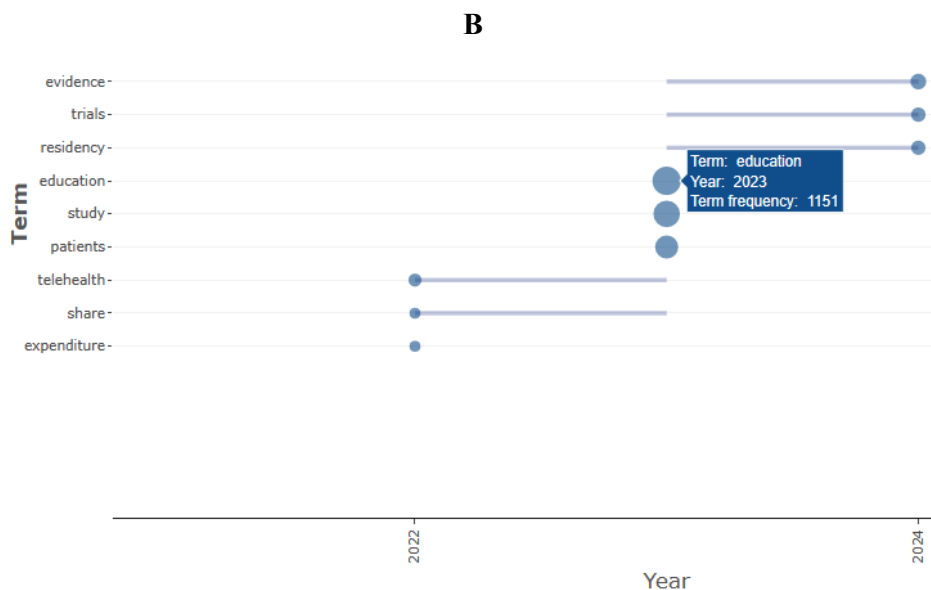 B
evidence
trials
residency
education
study
patients
telehealth
share
expenditure
Term
Term: education
Year: 2023
Term frequency: 1151
2022
2024
Year